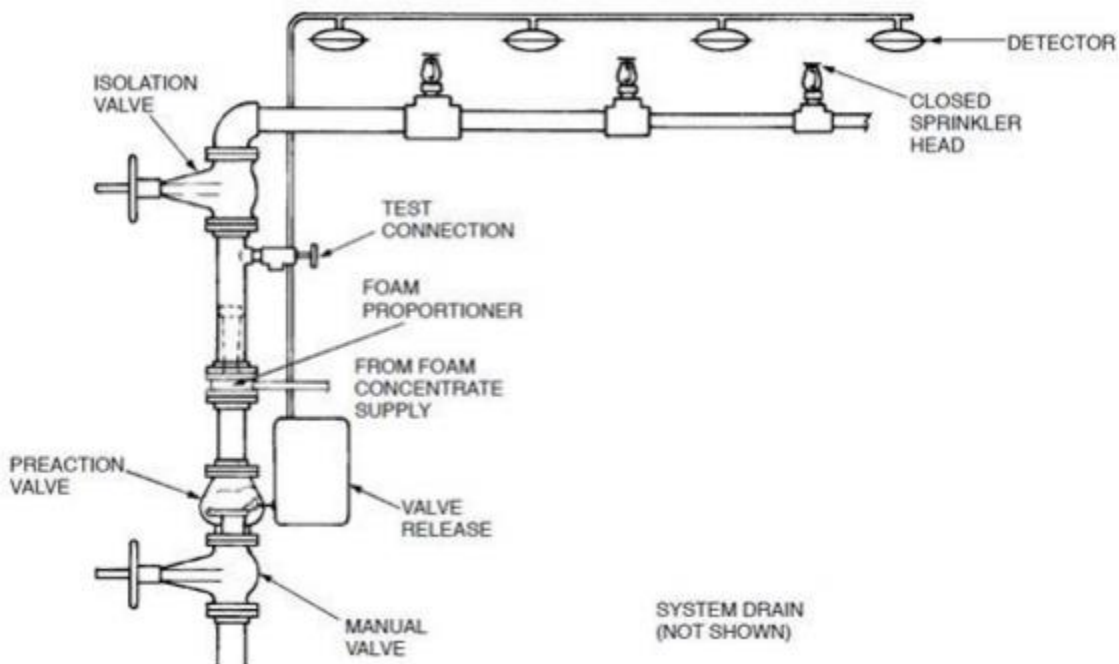 DETECTOR
ISOLATION
VALVE
CLOSED
SPRINKLER
HEAD
TEST
CONNECTION
FOAM
PROPORTIONER
FROM FOAM
CONCENTRATE
SUPPLY
PREACTION
VALVE
VALVE
RELEASE
MANUAL
VALVE
SYSTEM DRAIN
(NOT SHOWN)